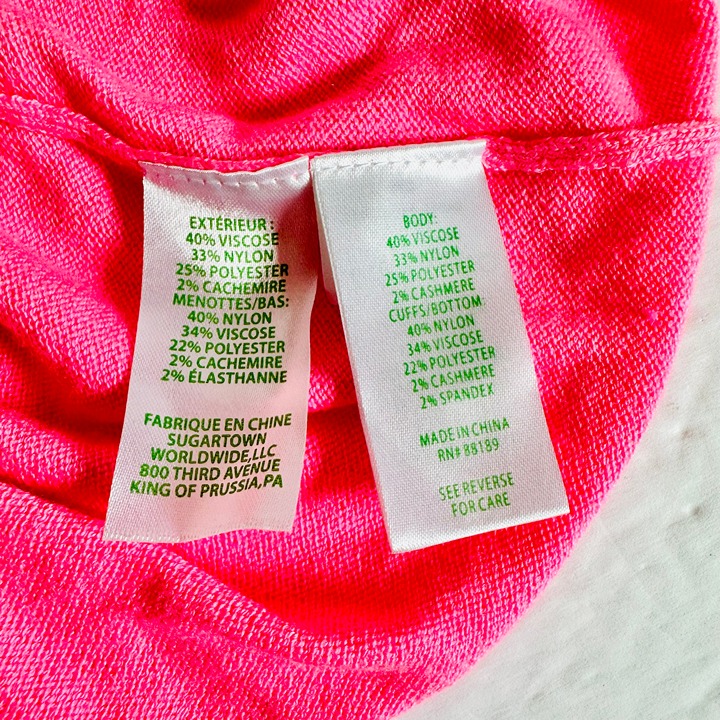 EXTÉRIEUR :
40% VISCOSE
33% NYLON
25% POLYESTER
2% CACHEMIRE
MENOTTES/BAS:
40% NYLON
34% VISCOSE
22% POLYESTER
2% CACHEMIRE
2% ÉLASTHANNE
FABRIQUE EN CHINE
SUGARTOWN
WORLDWIDE,LLC
800 THIRD AVENUE
KING OF PRUSSIA,PA
BODY:
40% VISCOSE
33% NYLON
25% POLYESTER
2% CASHMERE
CUFFS/BOTTOM:
40% NYLON
34% VISCOSE
22% POLYESTER
2% CASHMERE
2% SPANDEX
MADE IN CHINA
RN# 88189
SEE REVERSE
FOR CARE